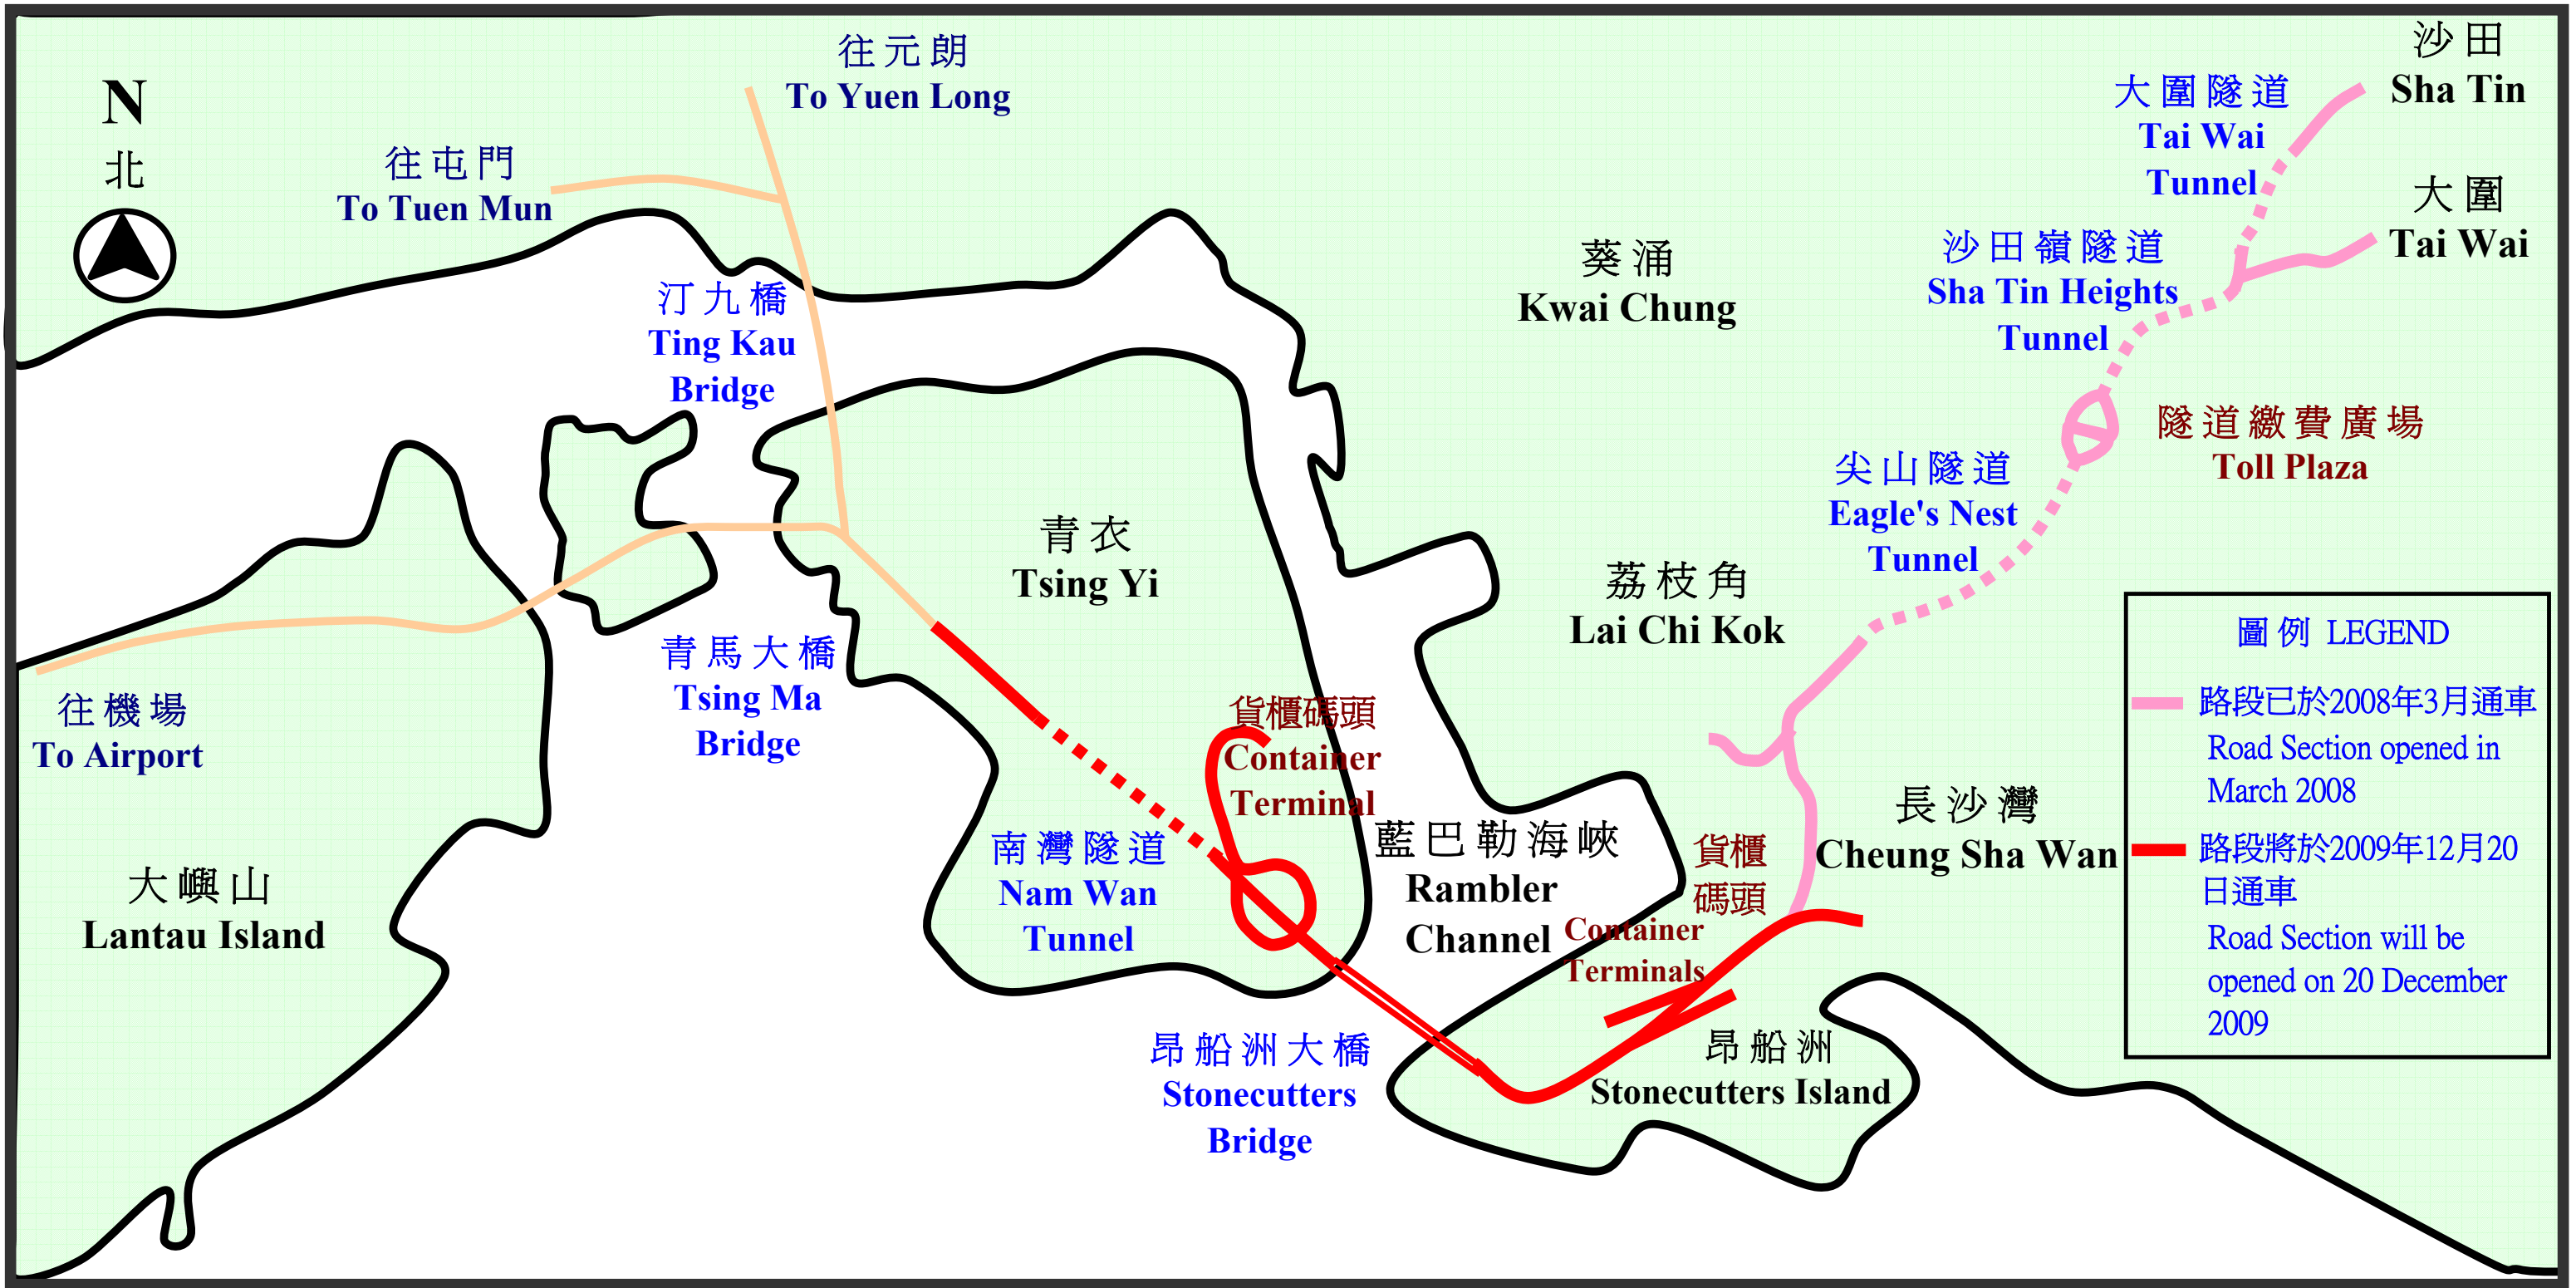 沙田
Sha Tin
往元朗
To Yuen Long
大圍隧道
Tai Wai
Tunnel
N
北
往屯門
To Tuen Mun
大圍
Tai Wai
沙田嶺隧道
Sha Tin Heights
Tunnel
葵涌
Kwai Chung
汀九橋
Ting Kau
Bridge
隧道繳費廣場
Toll Plaza
尖山隧道
Eagle's Nest
Tunnel
青衣
Tsing Yi
荔枝角
Lai Chi Kok
青馬大橋
Tsing Ma
Bridge
往機場
To Airport
貨櫃碼頭
Container
Terminal
南灣隧道
Nam Wan
Tunnel
藍巴勒海峽
Rambler
Channel
貨櫃
碼頭
Container
Terminals
長沙灣
Cheung Sha Wan
大嶼山
Lantau Island
昂船洲大橋
Stonecutters
Bridge
昂船洲
Stonecutters Island
圖例 LEGEND
路段已於2008年3月通車
Road Section opened in
March 2008
路段將於2009年12月20
日通車
Road Section will be
opened on 20 December
2009